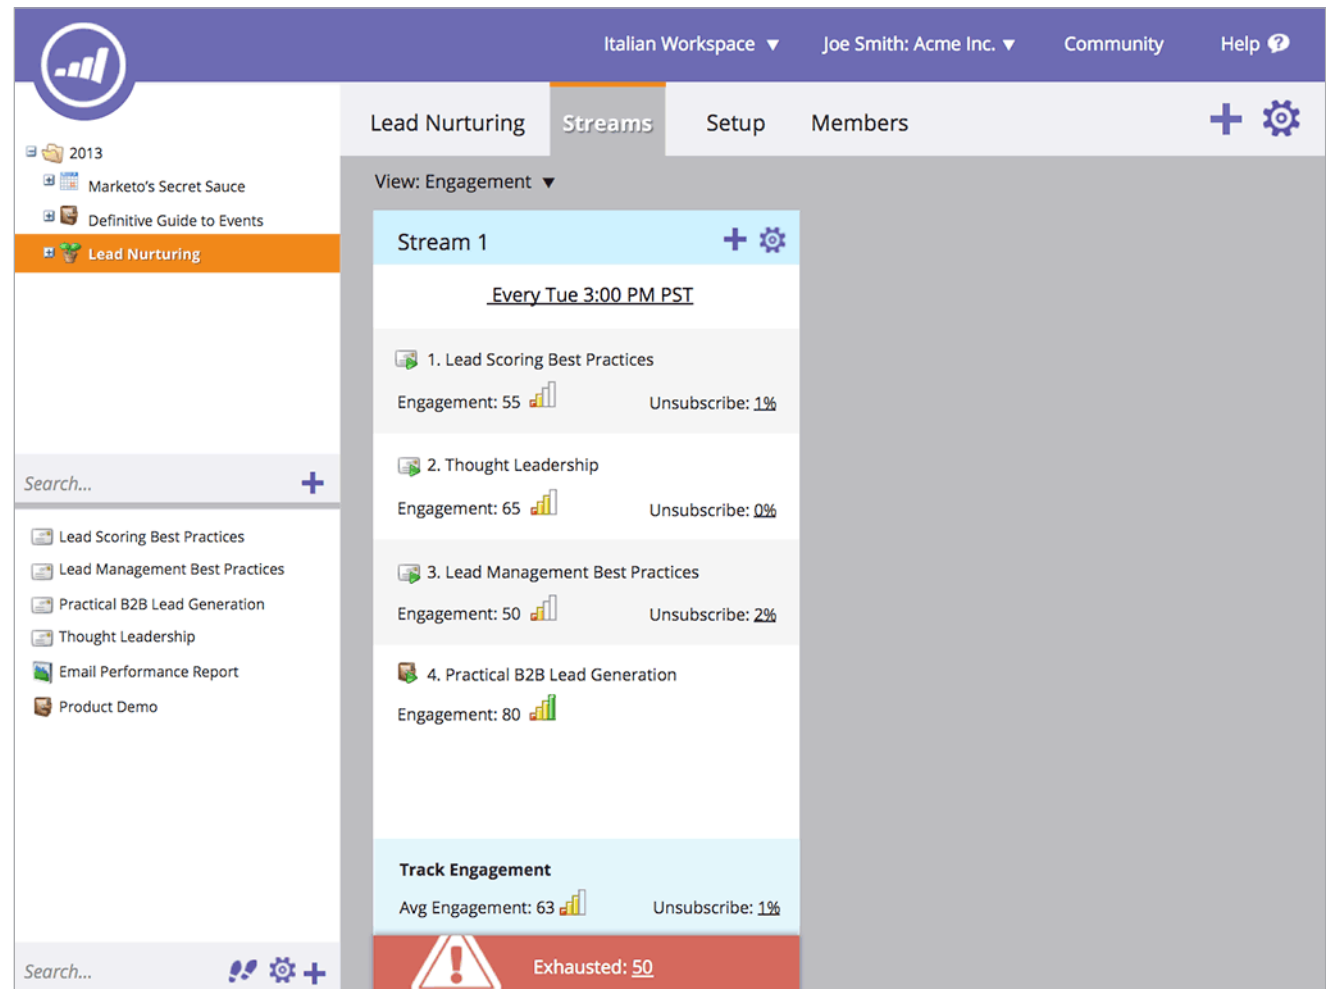 Italian Workspace ▼ Joe Smith: Acme Inc. ▼ Community Help ?
Lead Nurturing Streams Setup Members
2013
Marketo's Secret Sauce
Definitive Guide to Events
Lead Nurturing
Search...
Lead Scoring Best Practices
Lead Management Best Practices
Practical B2B Lead Generation
Thought Leadership
Email Performance Report
Product Demo
Search...
View: Engagement ▼
Stream 1
Every Tue 3:00 PM PST
1. Lead Scoring Best Practices
Engagement: 55 Unsubscribe: 1%
2. Thought Leadership
Engagement: 65 Unsubscribe: 0%
3. Lead Management Best Practices
Engagement: 50 Unsubscribe: 2%
4. Practical B2B Lead Generation
Engagement: 80
Track Engagement
Avg Engagement: 63 Unsubscribe: 1%
Exhausted: 50